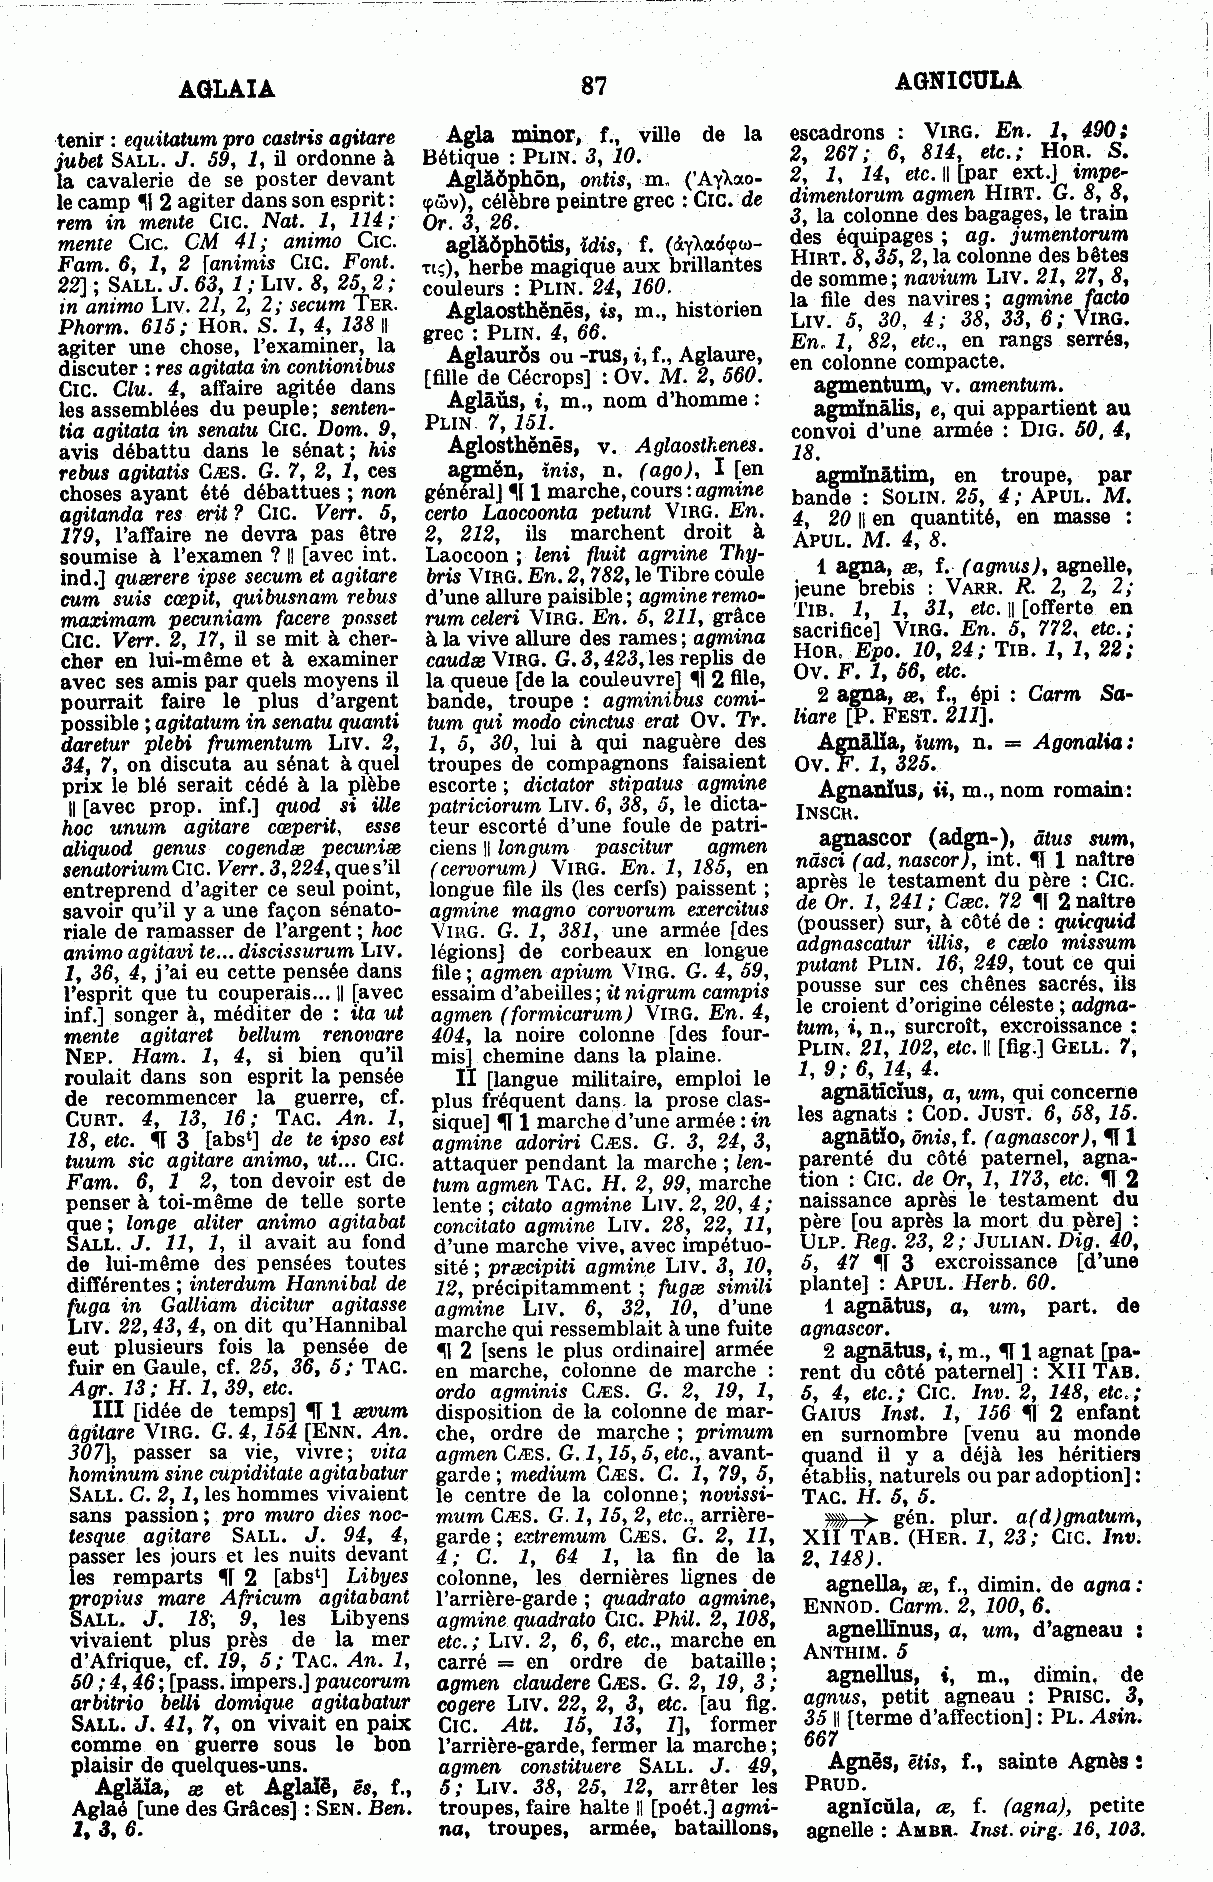 AGLAIA
87
AGNICULA
tenir : equitatum pro castris agitare
jubet SALL. J. 59, 1, il ordonne à
la cavalerie de se poster devant
le camp ¶ 2 agiter dans son esprit :
rem in mente CIC. Nat. 1, 114 ;
mente CIC. CM 41 ; animo CIC.
Fam. 6, 1, 2 [animis CIC. Font.
22] ; SALL. J. 63, 1 ; LIV. 8, 25, 2 ;
in animo LIV. 21, 2, 2 ; secum TER.
Phorm. 615 ; HOR. S. 1, 4, 138 ||
agiter une chose, l'examiner, la
discuter : res agitata in contionibus
CIC. Clu. 4, affaire agitée dans
les assemblées du peuple ; senten-
tia agitata in senatu CIC. Dom. 9,
avis débattu dans le sénat ; his
rebus agitatis CÆS. G. 7, 2, 1, ces
choses ayant été débattues ; non
agitanda res erit ? CIC. Verr. 5,
179, l'affaire ne devra pas être
soumise à l'examen ? || [avec int.
ind.] quærere ipse secum et agitare
cum suis cœpit, quibusnam rebus
maximam pecuniam facere posset
CIC. Verr. 2, 17, il se mit à cher-
cher en lui-même et à examiner
avec ses amis par quels moyens il
pourrait faire le plus d'argent
possible ; agitatum in senatu quanti
daretur plebi frumentum LIV. 2,
34, 7, on discuta au sénat à quel
prix le blé serait cédé à la plèbe
|| [avec prop. inf.] quod si ille
hoc unum agitare cœperit, esse
aliquod genus cogendæ pecuniæ
senatorium CIC. Verr. 3, 224, que s'il
entreprend d'agiter ce seul point,
savoir qu'il y a une façon sénato-
riale de ramasser de l'argent ; hoc
animo agitavi te... discissurum LIV.
1, 36, 4, j'ai eu cette pensée dans
l'esprit que tu couperais... || [avec
inf.] songer à, méditer de : ita ut
mente agitaret bellum renovare
NEP. Ham. 1, 4, si bien qu'il
roulait dans son esprit la pensée
de recommencer la guerre, cf.
CURT. 4, 13, 16 ; TAC. An. 1,
18, etc. ¶ 3 [absᵗ] de te ipso est
tuum sic agitare animo, ut... CIC.
Fam. 6, 1 2, ton devoir est de
penser à toi-même de telle sorte
que ; longe aliter animo agitabat
SALL. J. 11, 1, il avait au fond
de lui-même des pensées toutes
différentes ; interdum Hannibal de
fuga in Galliam dicitur agitasse
LIV. 22, 43, 4, on dit qu'Hannibal
eut plusieurs fois la pensée de
fuir en Gaule, cf. 25, 36, 5 ; TAC.
Agr. 13 ; H. 1, 39, etc.
III [idée de temps] ¶ 1 ævum
agitare VIRG. G. 4, 154 [ENN. An.
307], passer sa vie, vivre ; vita
hominum sine cupiditate agitabatur
SALL. C. 2, 1, les hommes vivaient
sans passion ; pro muro dies noc-
tesque agitare SALL. J. 94, 4,
passer les jours et les nuits devant
les remparts ¶ 2 [absᵗ] Libyes
propius mare Africum agitabant
SALL. J. 18, 9, les Libyens
vivaient plus près de la mer
d'Afrique, cf. 19, 5 ; TAC. An. 1,
50 ; 4, 46 ; [pass. impers.] paucorum
arbitrio belli domique agitabatur
SALL. J. 41, 7, on vivait en paix
comme en guerre sous le bon
plaisir de quelques-uns.
Aglăĭa, æ et Aglaĭē, ēs, f.,
Aglaé [une des Grâces] : SEN. Ben.
1, 3, 6.
Agla minor, f., ville de la
Bétique : PLIN. 3, 10.
Aglăŏphōn, ontis, m. (Ἀγλαο-
φῶν), célèbre peintre grec : CIC. de
Or. 3, 26.
aglăŏphōtis, ĭdis, f. (ἀγλαόφω-
τις), herbe magique aux brillantes
couleurs : PLIN. 24, 160.
Aglaosthĕnēs, is, m., historien
grec : PLIN. 4, 66.
Aglaurŏs ou -rus, i, f., Aglaure,
[fille de Cécrops] : OV. M. 2, 560.
Aglāŭs, i, m., nom d'homme :
PLIN. 7, 151.
Aglosthĕnēs, v. Aglaosthenes.
agmĕn, inis, n. (ago), I [en
général] ¶ 1 marche, cours : agmine
certo Laocoonta petunt VIRG. En.
2, 212, ils marchent droit à
Laocoon ; leni fluit agmine Thy-
bris VIRG. En. 2, 782, le Tibre coule
d'une allure paisible ; agmine remo-
rum celeri VIRG. En. 5, 211, grâce
à la vive allure des rames ; agmina
caudæ VIRG. G. 3, 423, les replis de
la queue [de la couleuvre] ¶ 2 file,
bande, troupe : agminibus comi-
tum qui modo cinctus erat OV. Tr.
1, 5, 30, lui à qui naguère des
troupes de compagnons faisaient
escorte ; dictator stipatus agmine
patriciorum LIV. 6, 38, 5, le dicta-
teur escorté d'une foule de patri-
ciens || longum pascitur agmen
(cervorum) VIRG. En. 1, 185, en
longue file ils (les cerfs) paissent ;
agmine magno corvorum exercitus
VIRG. G. 1, 381, une armée [des
légions] de corbeaux en longue
file ; agmen apium VIRG. G. 4, 59,
essaim d'abeilles ; it nigrum campis
agmen (formicarum) VIRG. En. 4,
404, la noire colonne [des four-
mis] chemine dans la plaine.
II [langue militaire, emploi le
plus fréquent dans la prose clas-
sique] ¶ 1 marche d'une armée : in
agmine adoriri CÆS. G. 3, 24, 3,
attaquer pendant la marche ; len-
tum agmen TAC. H. 2, 99, marche
lente ; citato agmine LIV. 2, 20, 4 ;
concitato agmine LIV. 28, 22, 11,
d'une marche vive, avec impétuo-
sité ; præcipiti agmine LIV. 3, 10,
12, précipitamment ; fugæ simili
agmine LIV. 6, 32, 10, d'une
marche qui ressemblait à une fuite
¶ 2 [sens le plus ordinaire] armée
en marche, colonne de marche :
ordo agminis CÆS. G. 2, 19, 1,
disposition de la colonne de mar-
che, ordre de marche ; primum
agmen CÆS. G. 1, 15, 5, etc., avant-
garde ; medium CÆS. C. 1, 79, 5,
le centre de la colonne ; novissi-
mum CÆS. G. 1, 15, 2, etc., arrière-
garde ; extremum CÆS. G. 2, 11,
4 ; C. 1, 64 1, la fin de la
colonne, les dernières lignes de
l'arrière-garde ; quadrato agmine,
agmine quadrato CIC. Phil. 2, 108,
etc. ; LIV. 2, 6, 6, etc., marche en
carré = en ordre de bataille ;
agmen claudere CÆS. G. 2, 19, 3 ;
cogere LIV. 22, 2, 3, etc. [au fig.
CIC. Att. 15, 13, 1], former
l'arrière-garde, fermer la marche ;
agmen constituere SALL. J. 49,
5 ; LIV. 38, 25, 12, arrêter les
troupes, faire halte || [poét.] agmi-
na, troupes, armée, bataillons,
escadrons : VIRG. En. 1, 490 ;
2, 267 ; 6, 814, etc. ; HOR. S.
2, 1, 14, etc. || [par ext.] impe-
dimentorum agmen HIRT. G. 8, 8,
3, la colonne des bagages, le train
des équipages ; ag. jumentorum
HIRT. 8, 35, 2, la colonne des bêtes
de somme ; navium LIV. 21, 27, 8,
la file des navires ; agmine facto
LIV. 5, 30, 4 ; 38, 33, 6 ; VIRG.
En. 1, 82, etc., en rangs serrés,
en colonne compacte.
agmentum, v. amentum.
agmĭnālis, e, qui appartient au
convoi d'une armée : DIG. 50, 4,
18.
agmĭnātim, en troupe, par
bande : SOLIN. 25, 4 ; APUL. M.
4, 20 || en quantité, en masse :
APUL. M. 4, 8.
1 agna, æ, f. (agnus), agnelle,
jeune brebis : VARR. R. 2, 2, 2 ;
TIB. 1, 1, 31, etc. || [offerte en
sacrifice] VIRG. En. 5, 772, etc. ;
HOR. Epo. 10, 24 ; TIB. 1, 1, 22 ;
OV. F. 1, 56, etc.
2 agna, æ, f., épi : Carm Sa-
liare [P. FEST. 211].
Agnālĭa, ĭum, n. = Agonalia :
OV. F. 1, 325.
Agnanĭus, ii, m., nom romain :
INSCR.
agnascor (adgn-), ātus sum,
nāsci (ad, nascor), int. ¶ 1 naître
après le testament du père : CIC.
de Or. 1, 241 ; Cæc. 72 ¶ 2 naître
(pousser) sur, à côté de : quicquid
adgnascatur illis, e cælo missum
putant PLIN. 16, 249, tout ce qui
pousse sur ces chênes sacrés, ils
le croient d'origine céleste ; adgna-
tum, i, n., surcroît, excroissance :
PLIN. 21, 102, etc. || [fig.] GELL. 7,
1, 9 ; 6, 14, 4.
agnātīcĭus, a, um, qui concerne
les agnats : COD. JUST. 6, 58, 15.
agnātĭo, ōnis, f. (agnascor), ¶ 1
parenté du côté paternel, agna-
tion : CIC. de Or, 1, 173, etc. ¶ 2
naissance après le testament du
père [ou après la mort du père] :
ULP. Reg. 23, 2 ; JULIAN. Dig. 40,
5, 47 ¶ 3 excroissance [d'une
plante] : APUL. Herb. 60.
1 agnātus, a, um, part. de
agnascor.
2 agnātus, i, m., ¶ 1 agnat [pa-
rent du côté paternel] : XII TAB.
5, 4, etc. ; CIC. Inv. 2, 148, etc. ;
GAIUS Inst. 1, 156 ¶ 2 enfant
en surnombre [venu au monde
quand il y a déjà les héritiers
établis, naturels ou par adoption] :
TAC. H. 5, 5.
gén. plur. a(d)gnatum,
XII TAB. (HER. 1, 23 ; CIC. Inv.
2, 148).
agnella, æ, f., dimin. de agna :
ENNOD. Carm. 2, 100, 6.
agnellīnus, a, um, d'agneau :
ANTHIM. 5
agnellus, i, m., dimin. de
agnus, petit agneau : PRISC. 3,
35 || [terme d'affection] : PL. Asin.
667
Agnēs, ētis, f., sainte Agnès :
PRUD.
agnĭcŭla, æ, f. (agna), petite
agnelle : AMBR. Inst. virg. 16, 103.